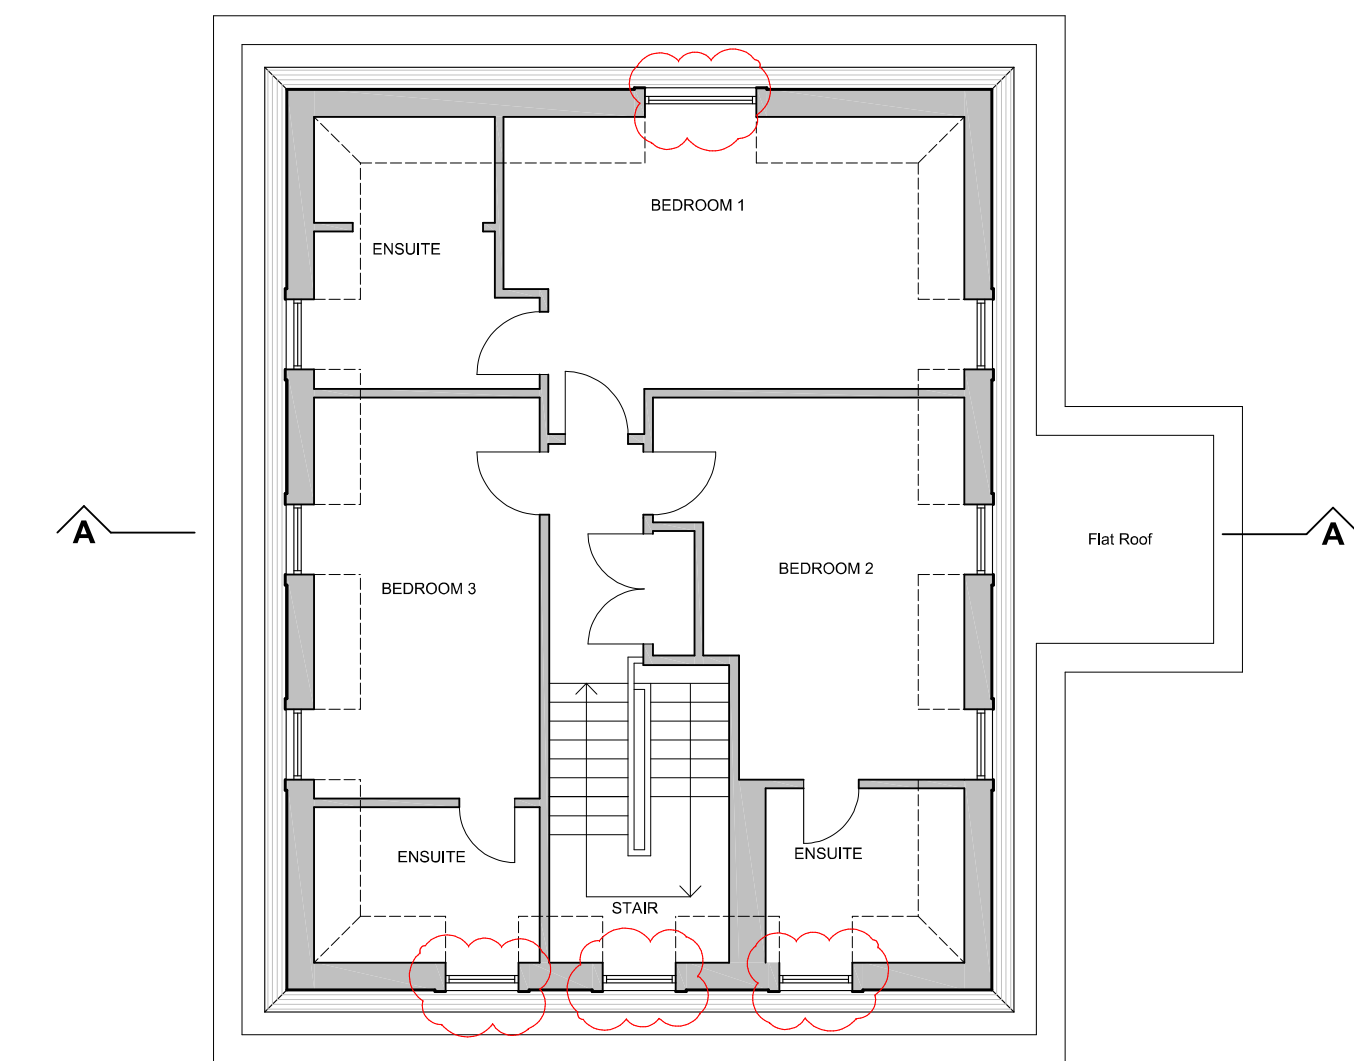 BEDROOM 1
ENSUITE
A
A
Flat Roof
BEDROOM 2
BEDROOM 3
ENSUITE
ENSUITE
STAIR